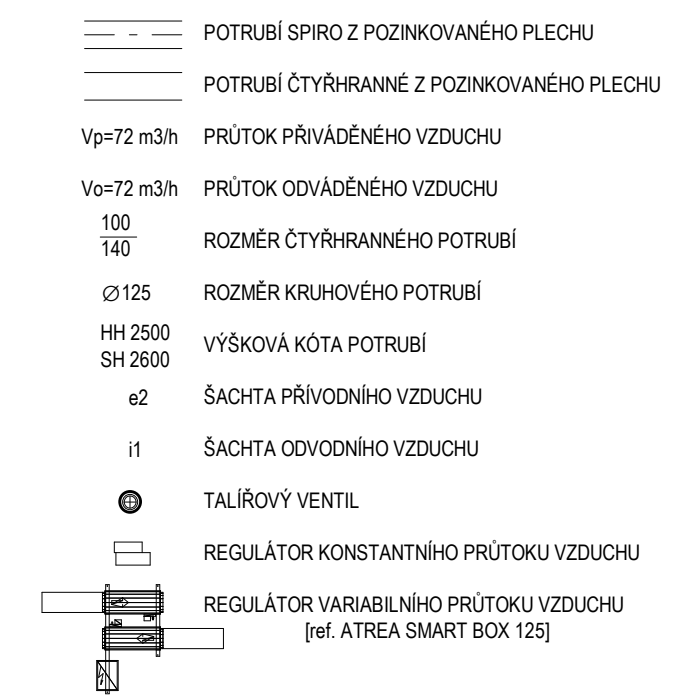 POTRUBÍ SPIRO Z POZINKOVANÉHO PLECHU
POTRUBÍ ČTYŘHRANNÉ Z POZINKOVANÉHO PLECHU
Vp=72 m3/h PRŮTOK PŘIVÁDĚNÉHO VZDUCHU
Vo=72 m3/h PRŮTOK ODVÁDĚNÉHO VZDUCHU
100
140 ROZMĚR ČTYŘHRANNÉHO POTRUBÍ
∅125 ROZMĚR KRUHOVÉHO POTRUBÍ
HH 2500
SH 2600 VÝŠKOVÁ KÓTA POTRUBÍ
e2 ŠACHTA PŘÍVODNÍHO VZDUCHU
i1 ŠACHTA ODVODNÍHO VZDUCHU
TALÍŘOVÝ VENTIL
REGULÁTOR KONSTANTNÍHO PRŮTOKU VZDUCHU
REGULÁTOR VARIABILNÍHO PRŮTOKU VZDUCHU
[ref. ATREA SMART BOX 125]